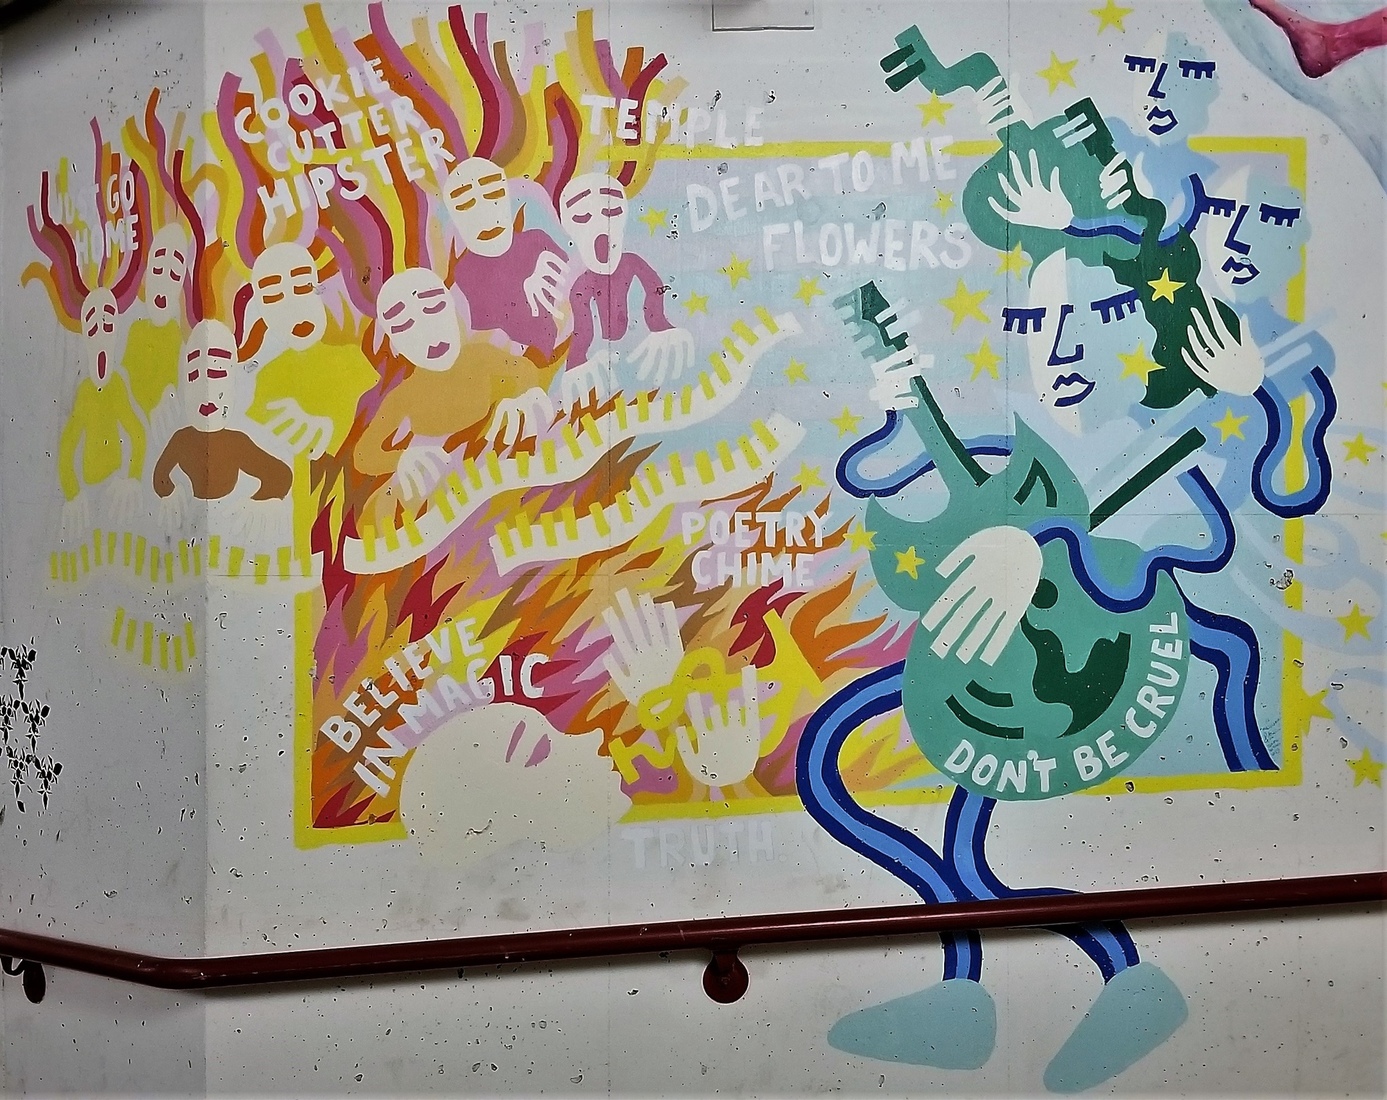 JUST GO
HOME
COOKIE
CUTTER
HIPSTER
TEMPLE
DEAR TO ME
FLOWERS
POETRY
CHIME
BELIEVE
IN MAGIC
DON'T BE CRUEL
TRUTH.